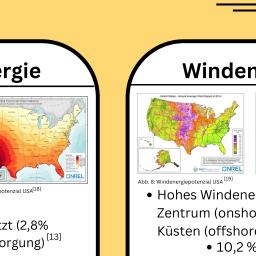 ergie
NREL
potenzial USA[18]
tzt (2,8%
orgung) [13]
Winden
NREL
[19]
Abb. 8: Windenergiepotenzial USA
• Hohes Windene
Zentrum (onsho
Küsten (offshor
• 10,2 %